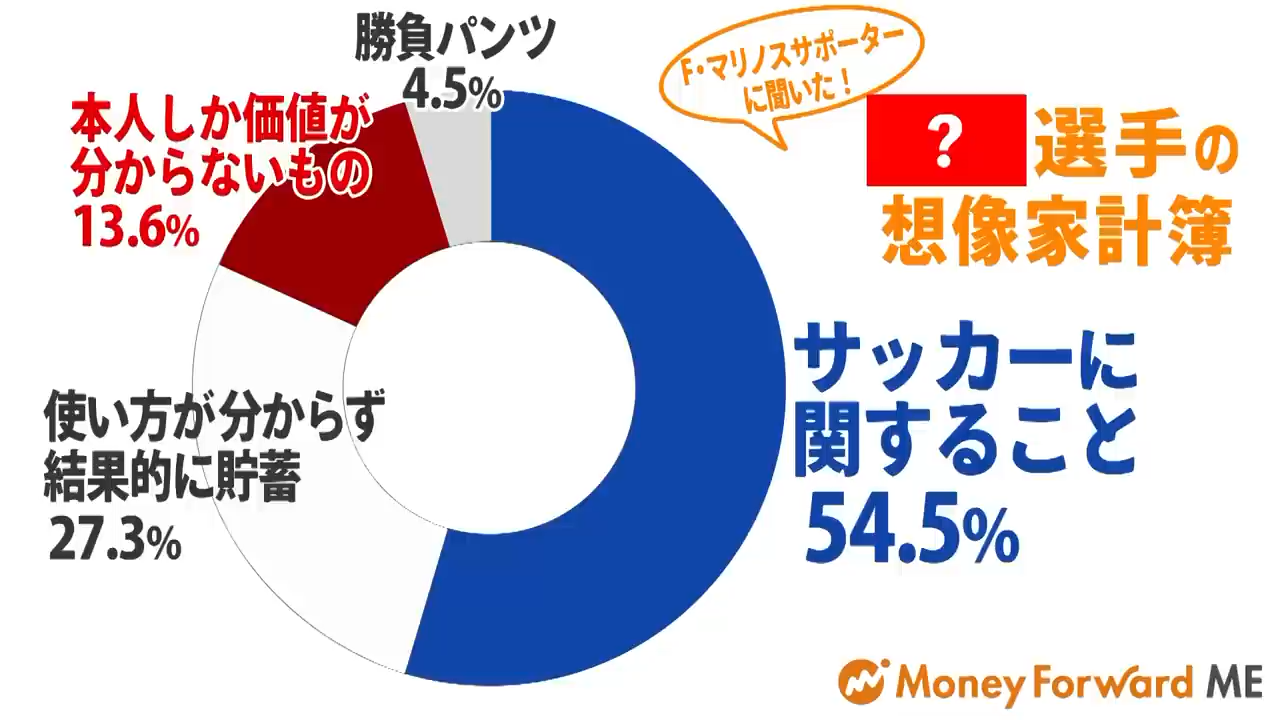 勝負パンツ
4.5%
F・マリノスサポーター
に聞いた!
本人しか価値が
分からないもの
13.6%
? 選手の
想像家計簿
サッカーに
関すること
54.5%
使い方が分からず
結果的に貯蓄
27.3%
Money Forward ME